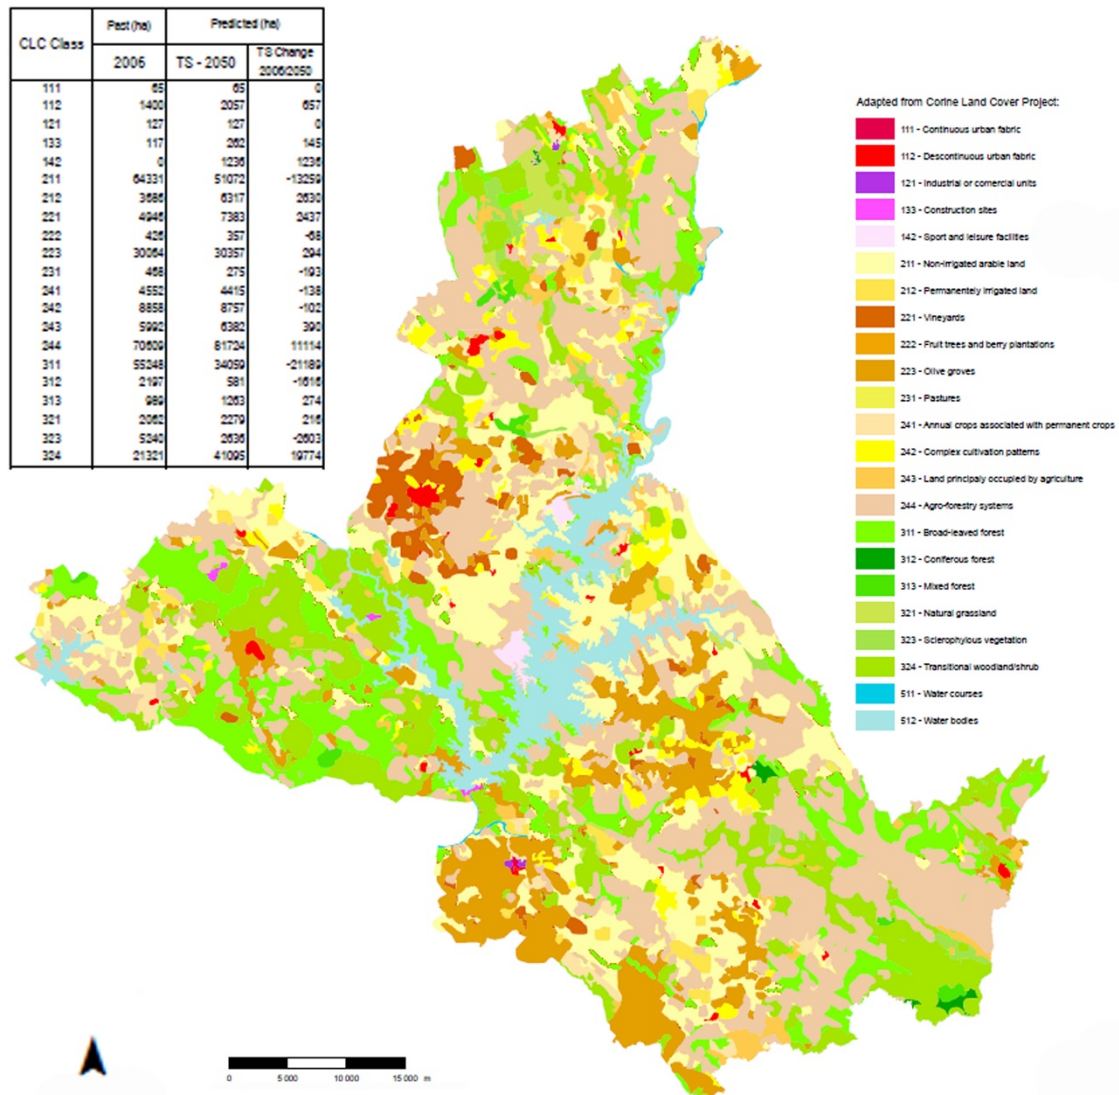 CLC Class Past (ha) Predicted (ha)
2006 TS - 2050 TS Change 2006/2050
111 65 65 0
112 1400 2057 657
121 127 127 0
133 117 262 145
142 0 1236 1236
211 64331 51072 -13259
212 3686 6317 2630
221 4946 7383 2437
222 426 357 -68
223 30064 30357 294
231 468 275 -193
241 4552 4415 -138
242 8858 8757 -102
243 5992 6382 390
244 70609 81724 11114
311 55248 34059 -21189
312 2197 581 -1616
313 989 1263 274
321 2062 2279 216
323 5240 2636 -2603
324 21321 41095 19774
Adapted from Corine Land Cover Project:
111 - Continuous urban fabric
112 - Descontinuous urban fabric
121 - Industrial or comercial units
133 - Construction sites
142 - Sport and leisure facilities
211 - Non-irrigated arable land
212 - Permanentely irrigated land
221 - Vineyards
222 - Fruit trees and berry plantations
223 - Olive groves
231 - Pastures
241 - Annual crops associated with permanent crops
242 - Complex cultivation patterns
243 - Land principaly occupied by agriculture
244 - Agro-forestry systems
311 - Broad-leaved forest
312 - Coniferous forest
313 - Mixed forest
321 - Natural grassland
323 - Sclerophylous vegetation
324 - Transitional woodland/shrub
511 - Water courses
512 - Water bodies
0 5 000 10 000 15 000 m